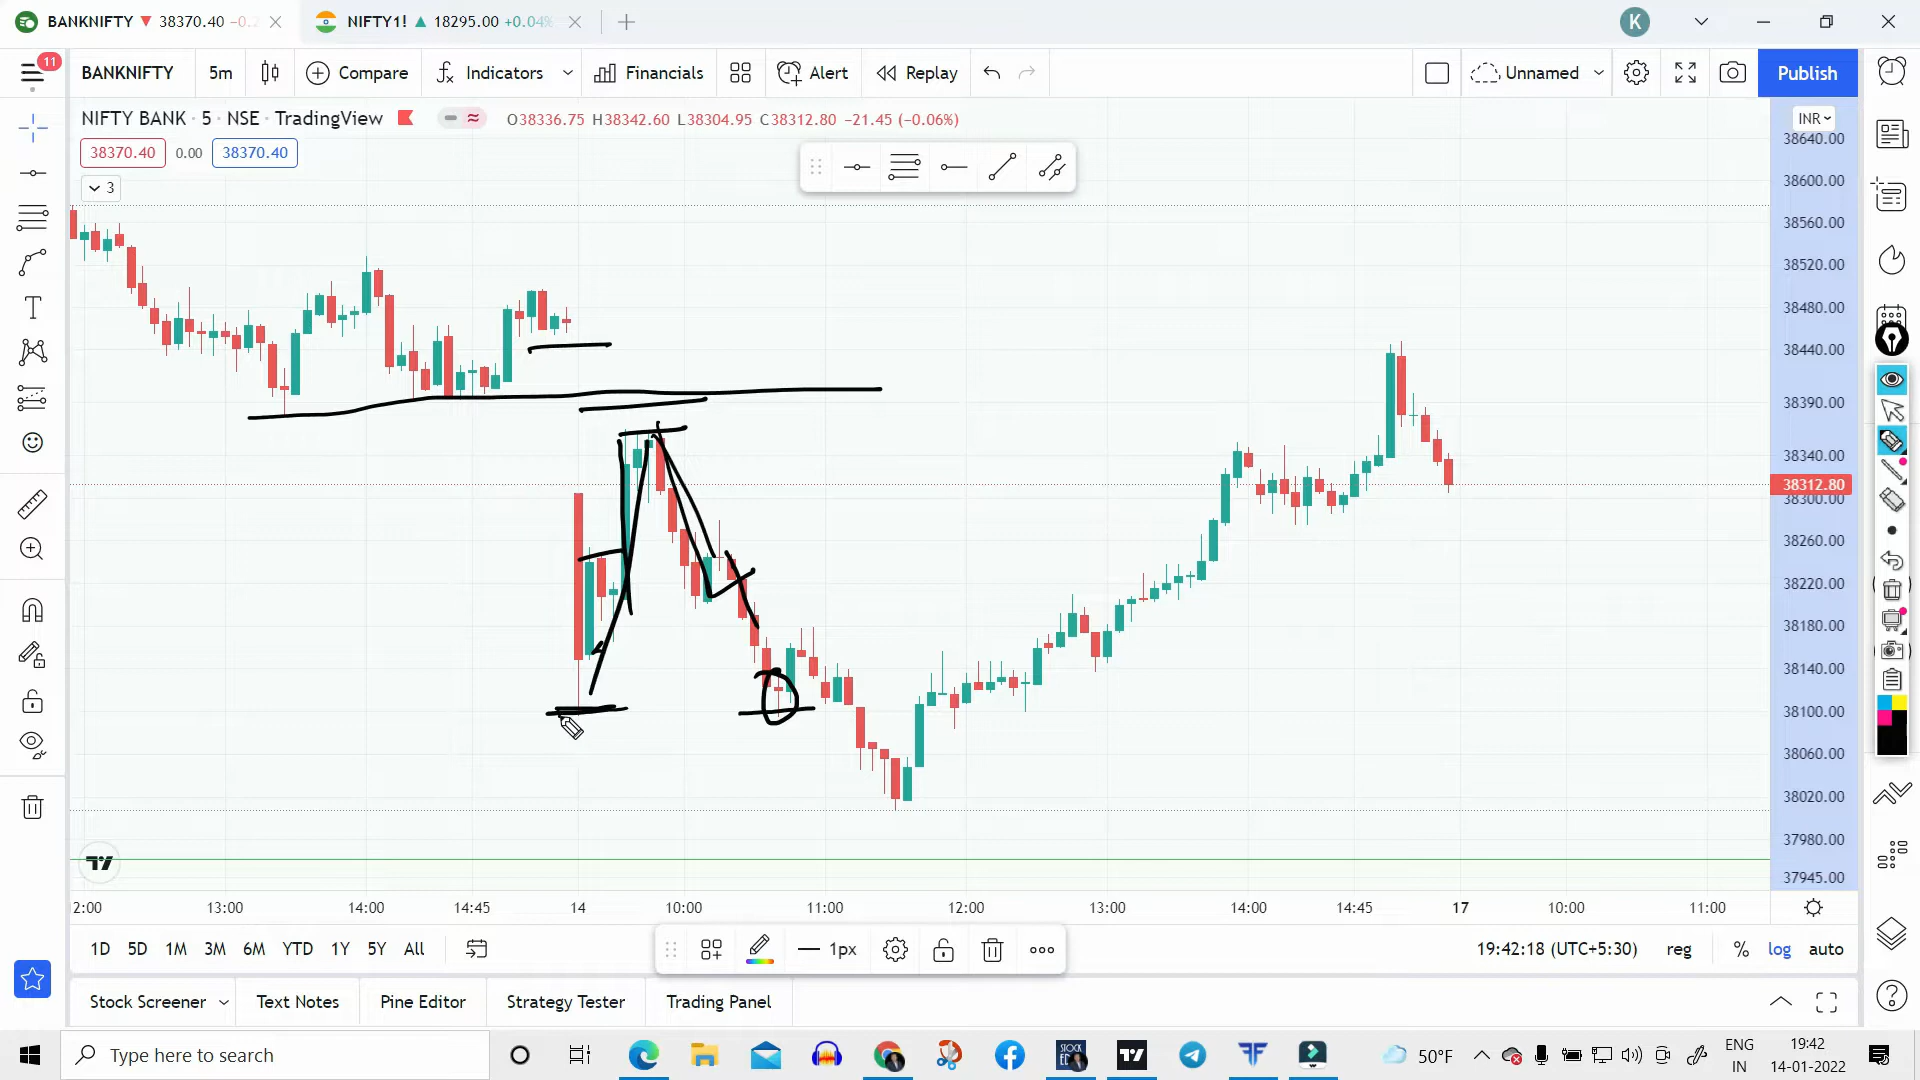 BANKNIFTY ▼ 38370.40 −0.2
NIFTY1! ▲ 18295.00 +0.04%
K
11
BANKNIFTY 5m Compare Indicators Financials Alert Replay Unnamed Publish
NIFTY BANK · 5 · NSE · TradingView O38336.75 H38342.60 L38304.95 C38312.80 −21.45 (−0.06%)
INR
38370.40 0.00 38370.40
3
38640.00
38600.00
38560.00
38520.00
38480.00
38440.00
38390.00
38340.00
38312.80
38300.00
38260.00
38220.00
38180.00
38140.00
38100.00
38060.00
38020.00
37980.00
37945.00
2:00 13:00 14:00 14:45 14 10:00 11:00 12:00 13:00 14:00 14:45 17 10:00 11:00
1D 5D 1M 3M 6M YTD 1Y 5Y All 1px 19:42:18 (UTC+5:30) reg % log auto
Stock Screener Text Notes Pine Editor Strategy Tester Trading Panel
Type here to search
50°F
ENG
IN
19:42
14-01-2022